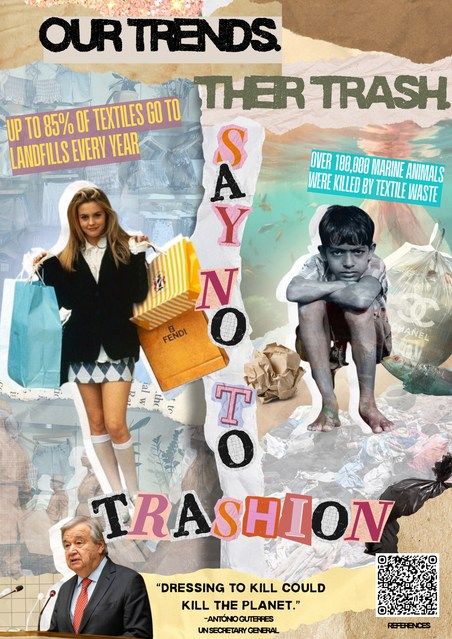 OUR TRENDS.
THEIR TRASH.
UP TO 85% OF TEXTILES GO TO
LANDFILLS EVERY YEAR
OVER 100,000 MARINE ANIMALS
WERE KILLED BY TEXTILE WASTE
SAY NO TO
TRASHION
FENDI
CHANEL
"DRESSING TO KILL COULD
KILL THE PLANET."
-ANTÓNIO GUTERRES
UN SECRETARY GENERAL
REFERENCES